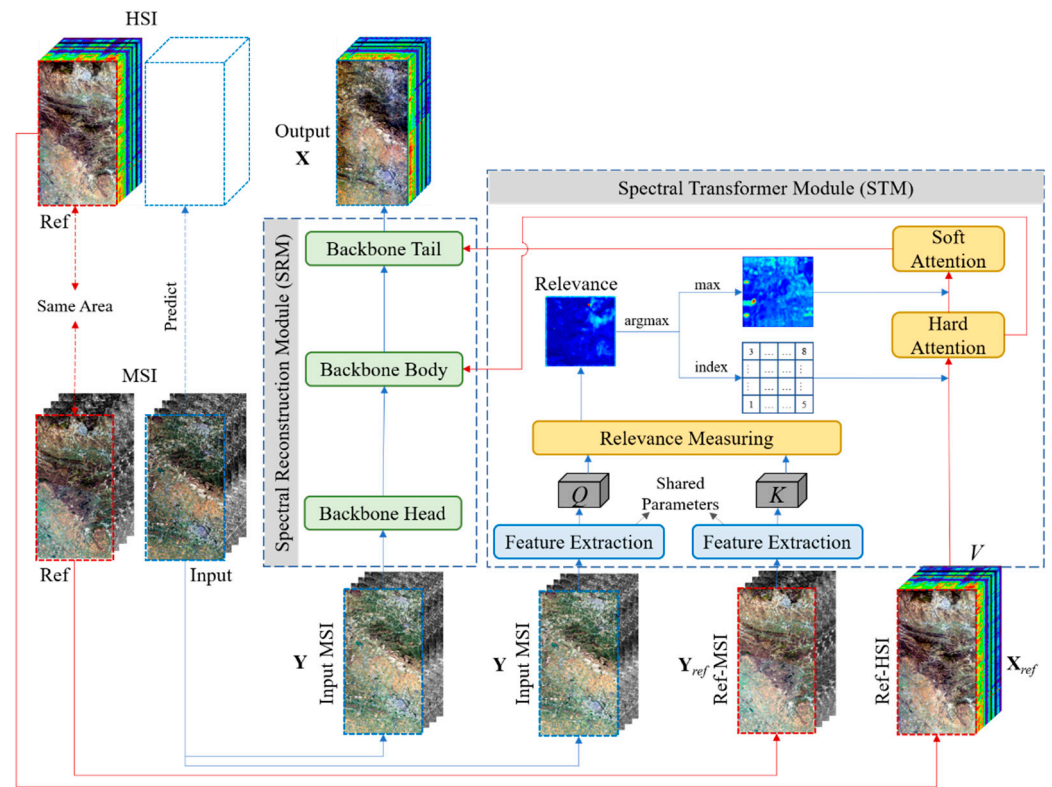 HSI
Output
X
Ref
Same Area
Predict
MSI
Ref
Input
Spectral Reconstruction Module (SRM)
Backbone Tail
Backbone Body
Backbone Head
Spectral Transformer Module (STM)
Soft
Attention
Hard
Attention
Relevance
argmax
max
index
3 … … 8
⋮ ⋮
⋮ ⋮
1 … … 5
Relevance Measuring
Q
K
Shared
Parameters
Feature Extraction
Feature Extraction
V
Y
Input MSI
Y
Input MSI
Yref
Ref-MSI
Ref-HSI
Xref